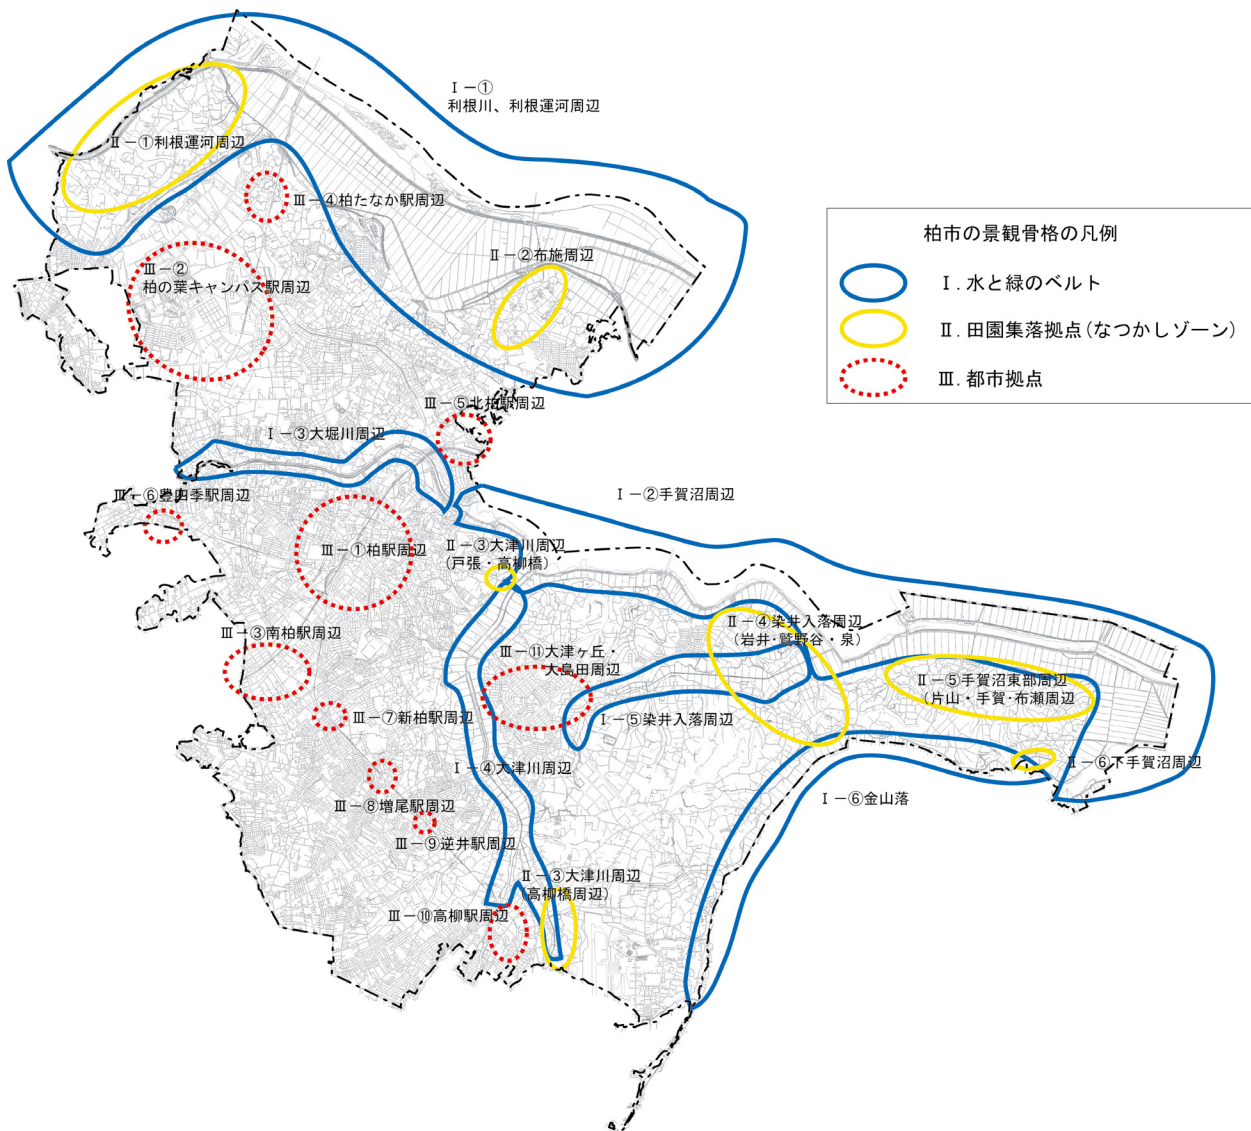 Ⅰ－①
利根川、利根運河周辺
Ⅱ－①利根運河周辺
Ⅲ－④柏たなか駅周辺
Ⅱ－②布施周辺
Ⅲ－②
柏の葉キャンパス駅周辺
柏市の景観骨格の凡例
Ⅰ．水と緑のベルト
Ⅱ．田園集落拠点（なつかしゾーン）
Ⅲ．都市拠点
Ⅲ－⑤北柏駅周辺
Ⅰ－③大堀川周辺
Ⅲ－⑥豊四季駅周辺
Ⅰ－②手賀沼周辺
Ⅲ－①柏駅周辺
Ⅱ－③大津川周辺
（戸張・高柳橋）
Ⅱ－④染井入落周辺
（岩井・鷲野谷・泉）
Ⅲ－③南柏駅周辺
Ⅲ－⑪大津ヶ丘・
大島田周辺
Ⅱ－⑤手賀沼東部周辺
（片山・手賀・布瀬周辺
Ⅲ－⑦新柏駅周辺
Ⅰ－⑤染井入落周辺
Ⅰ－④大津川周辺
Ⅱ－⑥下手賀沼周辺
Ⅲ－⑧増尾駅周辺
Ⅰ－⑥金山落
Ⅲ－⑨逆井駅周辺
Ⅱ－③大津川周辺
（高柳橋周辺）
Ⅲ－⑩高柳駅周辺